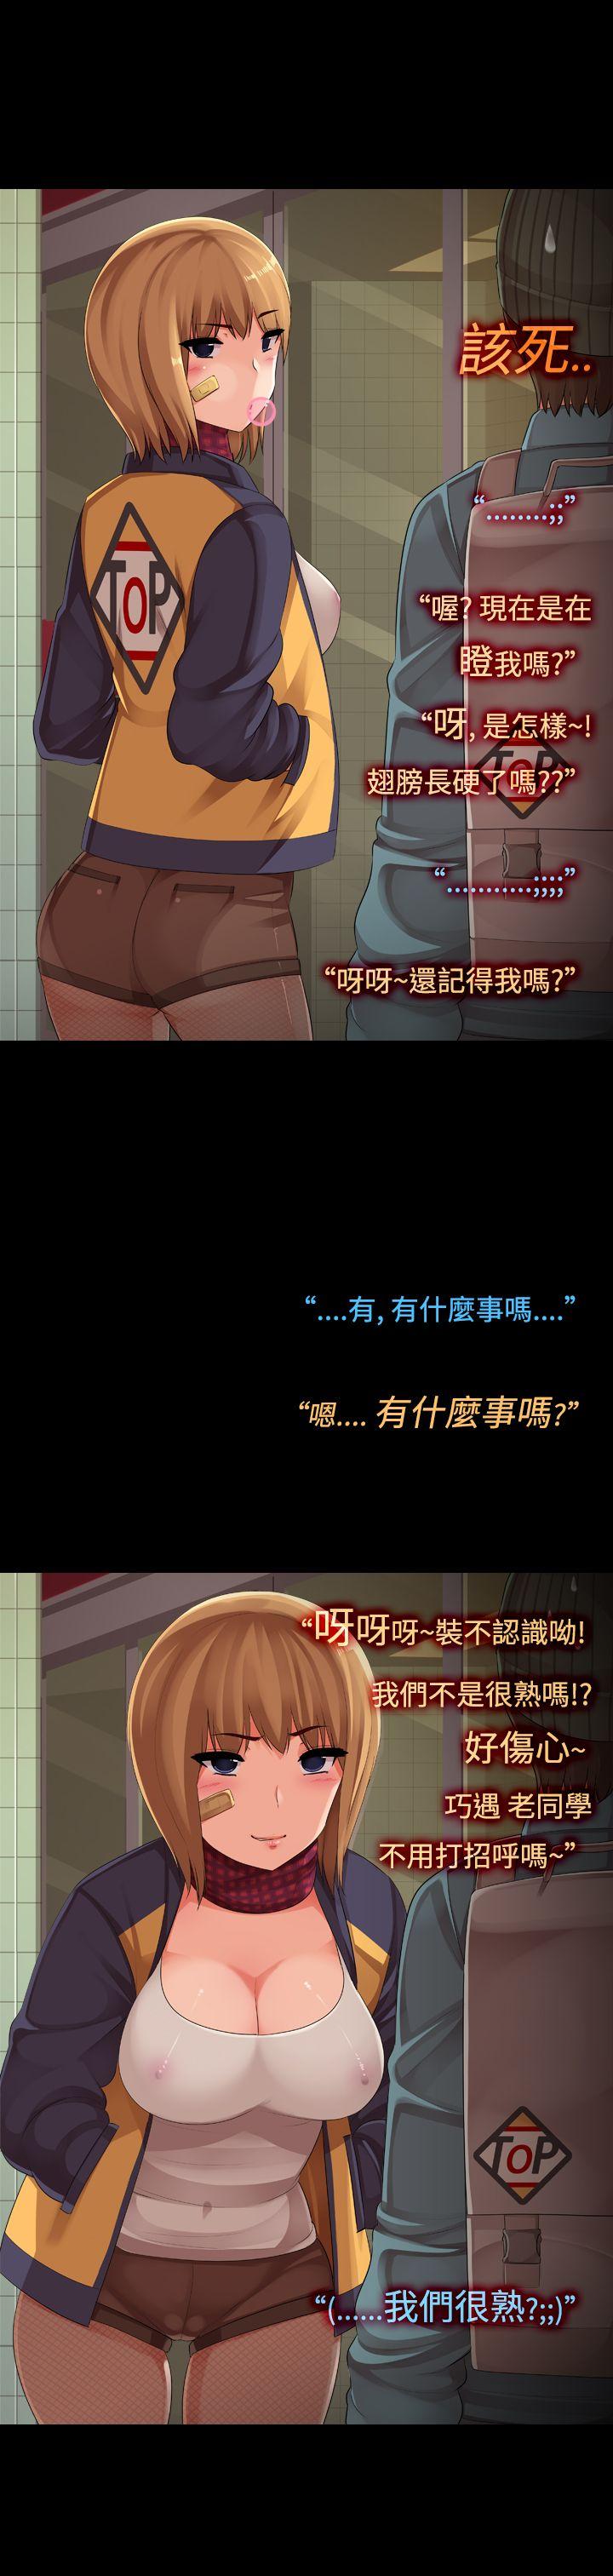 該死..
ToP
“........;;”
“喔? 現在是在
瞪我嗎?”
“呀, 是怎樣~!
翅膀長硬了嗎??”
ToP
“...........;;;;”
“呀呀~還記得我嗎?”
“....有, 有什麼事嗎....”
“嗯.... 有什麼事嗎?”
“呀呀呀~裝不認識呦!
我們不是很熟嗎!?
好傷心~
巧遇 老同學
不用打招呼嗎~”
ToP
“(......我們很熟?;;)”